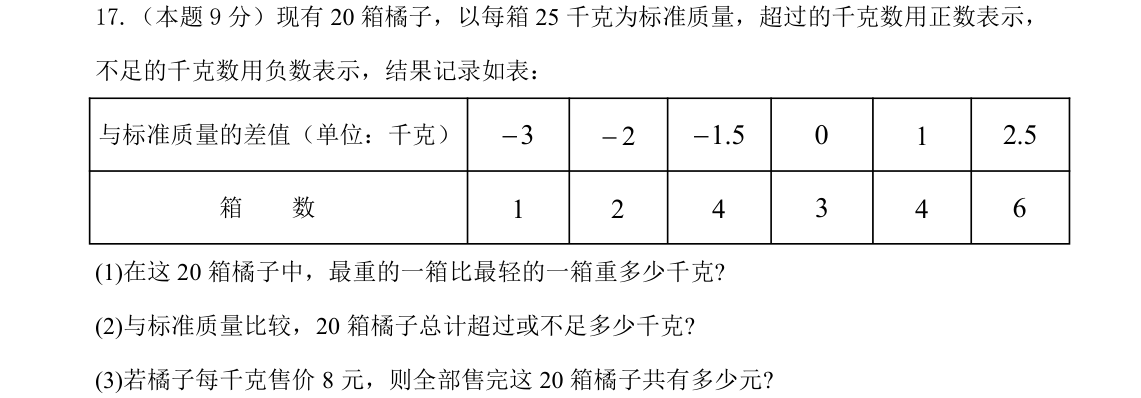 17.（本题 9 分）现有 20 箱橘子，以每箱 25 千克为标准质量，超过的千克数用正数表示，
不足的千克数用负数表示，结果记录如表：
与标准质量的差值（单位：千克） −3 −2 −1.5 0 1 2.5
箱 数 1 2 4 3 4 6
(1)在这 20 箱橘子中，最重的一箱比最轻的一箱重多少千克?
(2)与标准质量比较，20 箱橘子总计超过或不足多少千克?
(3)若橘子每千克售价 8 元，则全部售完这 20 箱橘子共有多少元?